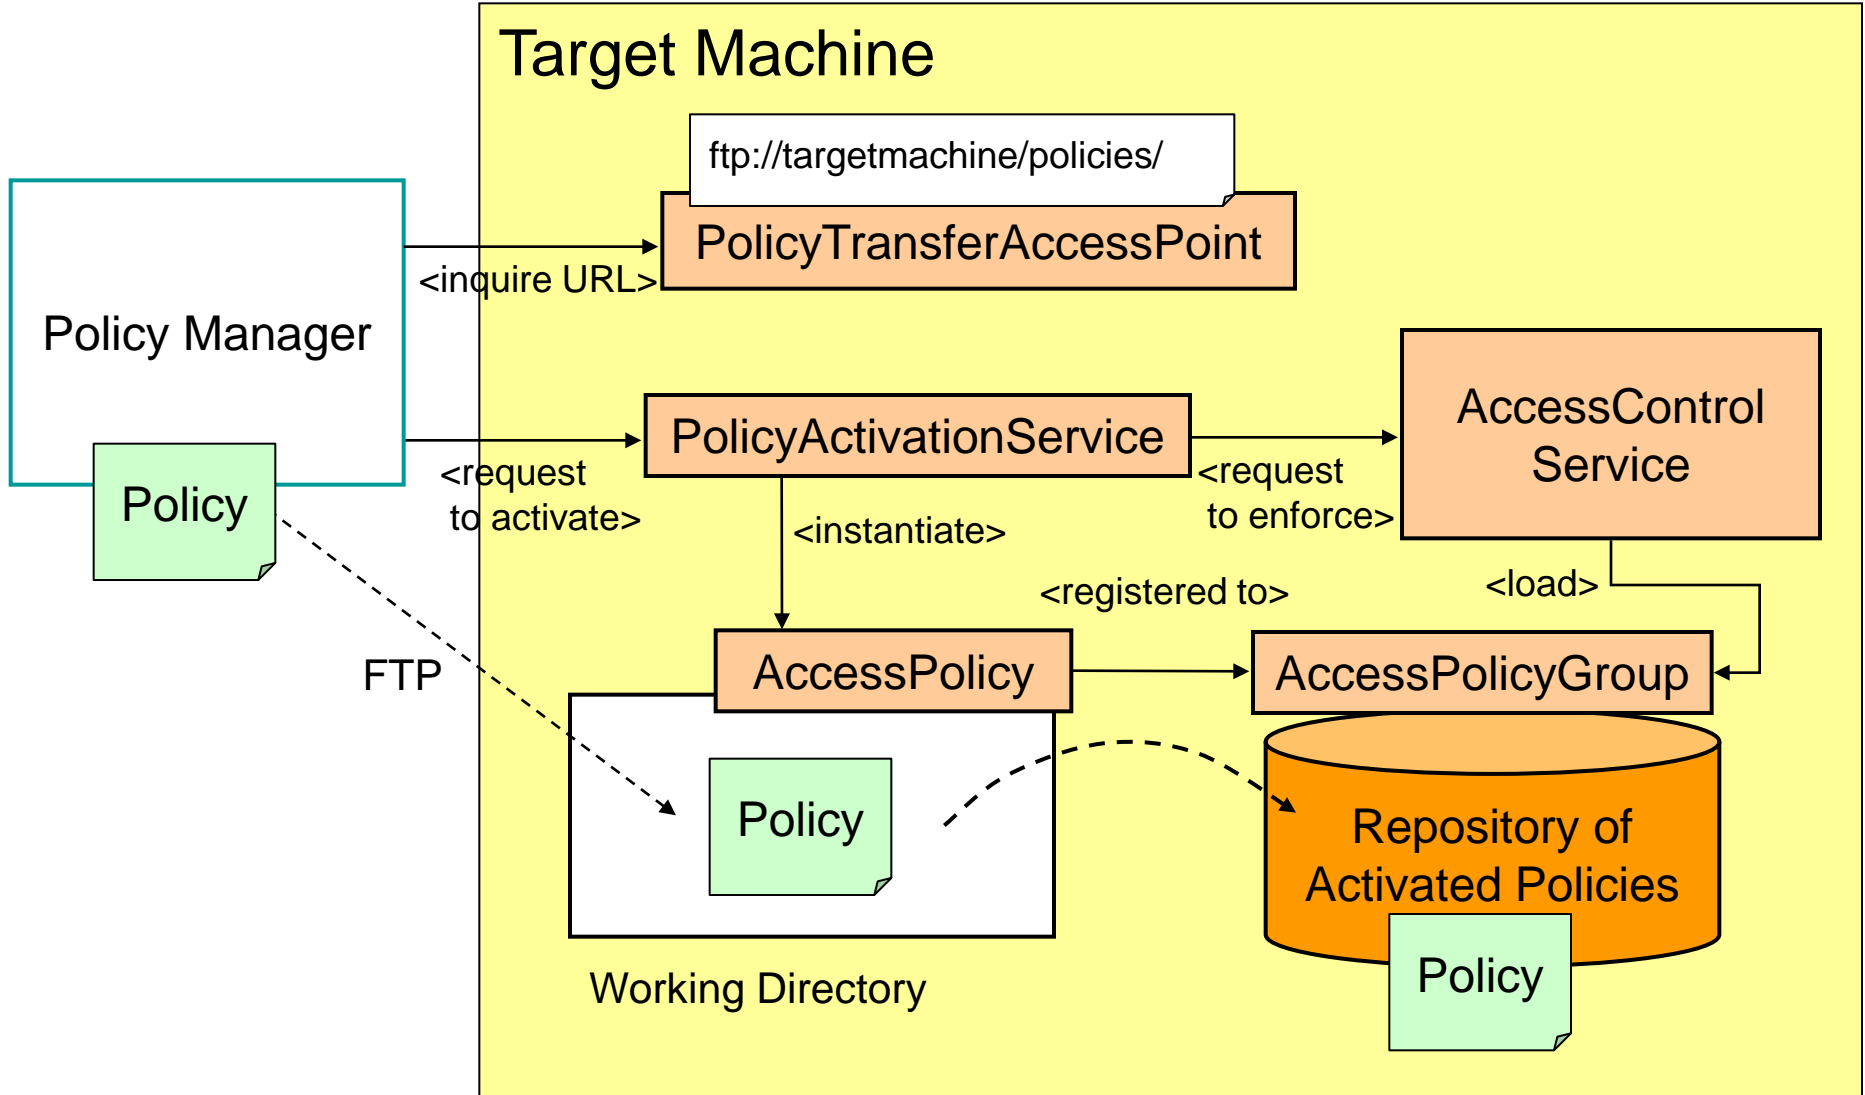 Target Machine
ftp://targetmachine/policies/
PolicyTransferAccessPoint
<inquire URL>
Policy Manager
AccessControl
Service
PolicyActivationService
<request
to activate>
<request
to enforce>
Policy
<instantiate>
<registered to>
<load>
FTP
AccessPolicy
AccessPolicyGroup
Policy
Repository of
Activated Policies
Policy
Working Directory